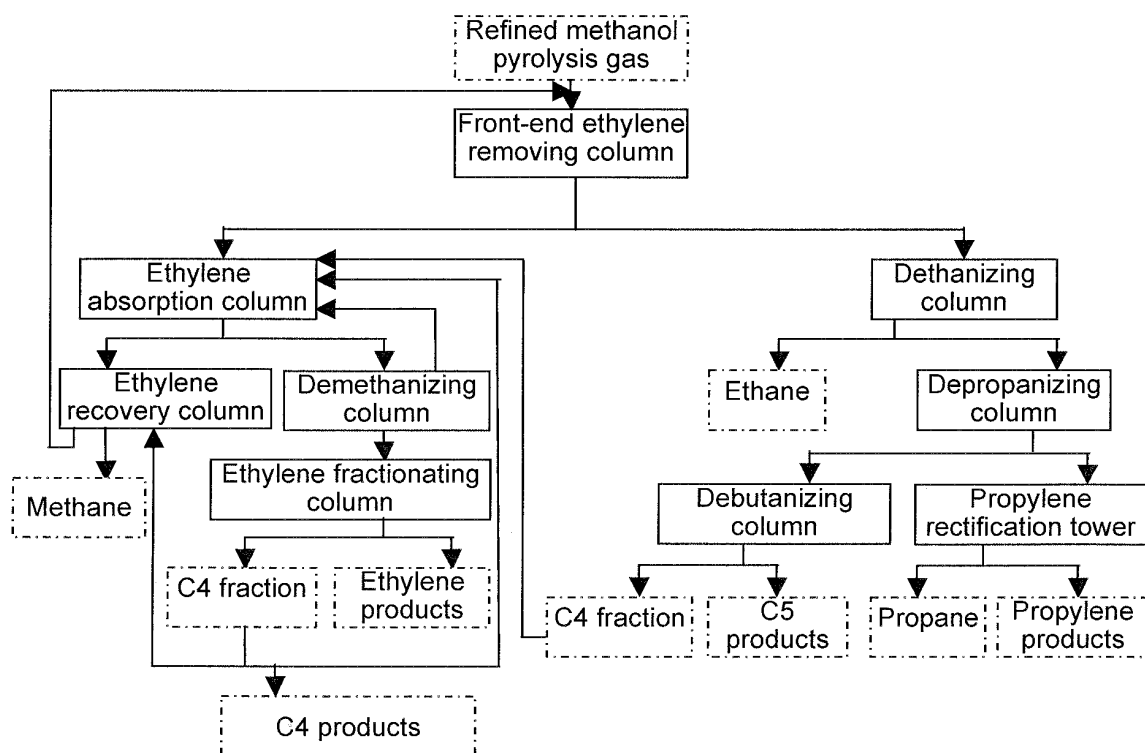 Refined methanol
pyrolysis gas
Front-end ethylene
removing column
Ethylene
absorption column
Dethanizing
column
Ethylene
recovery column
Demethanizing
column
Ethane
Depropanizing
column
Methane
Ethylene fractionating
column
Debutanizing
column
Propylene
rectification tower
C4 fraction
Ethylene
products
C4 fraction
C5
products
Propane
Propylene
products
C4 products